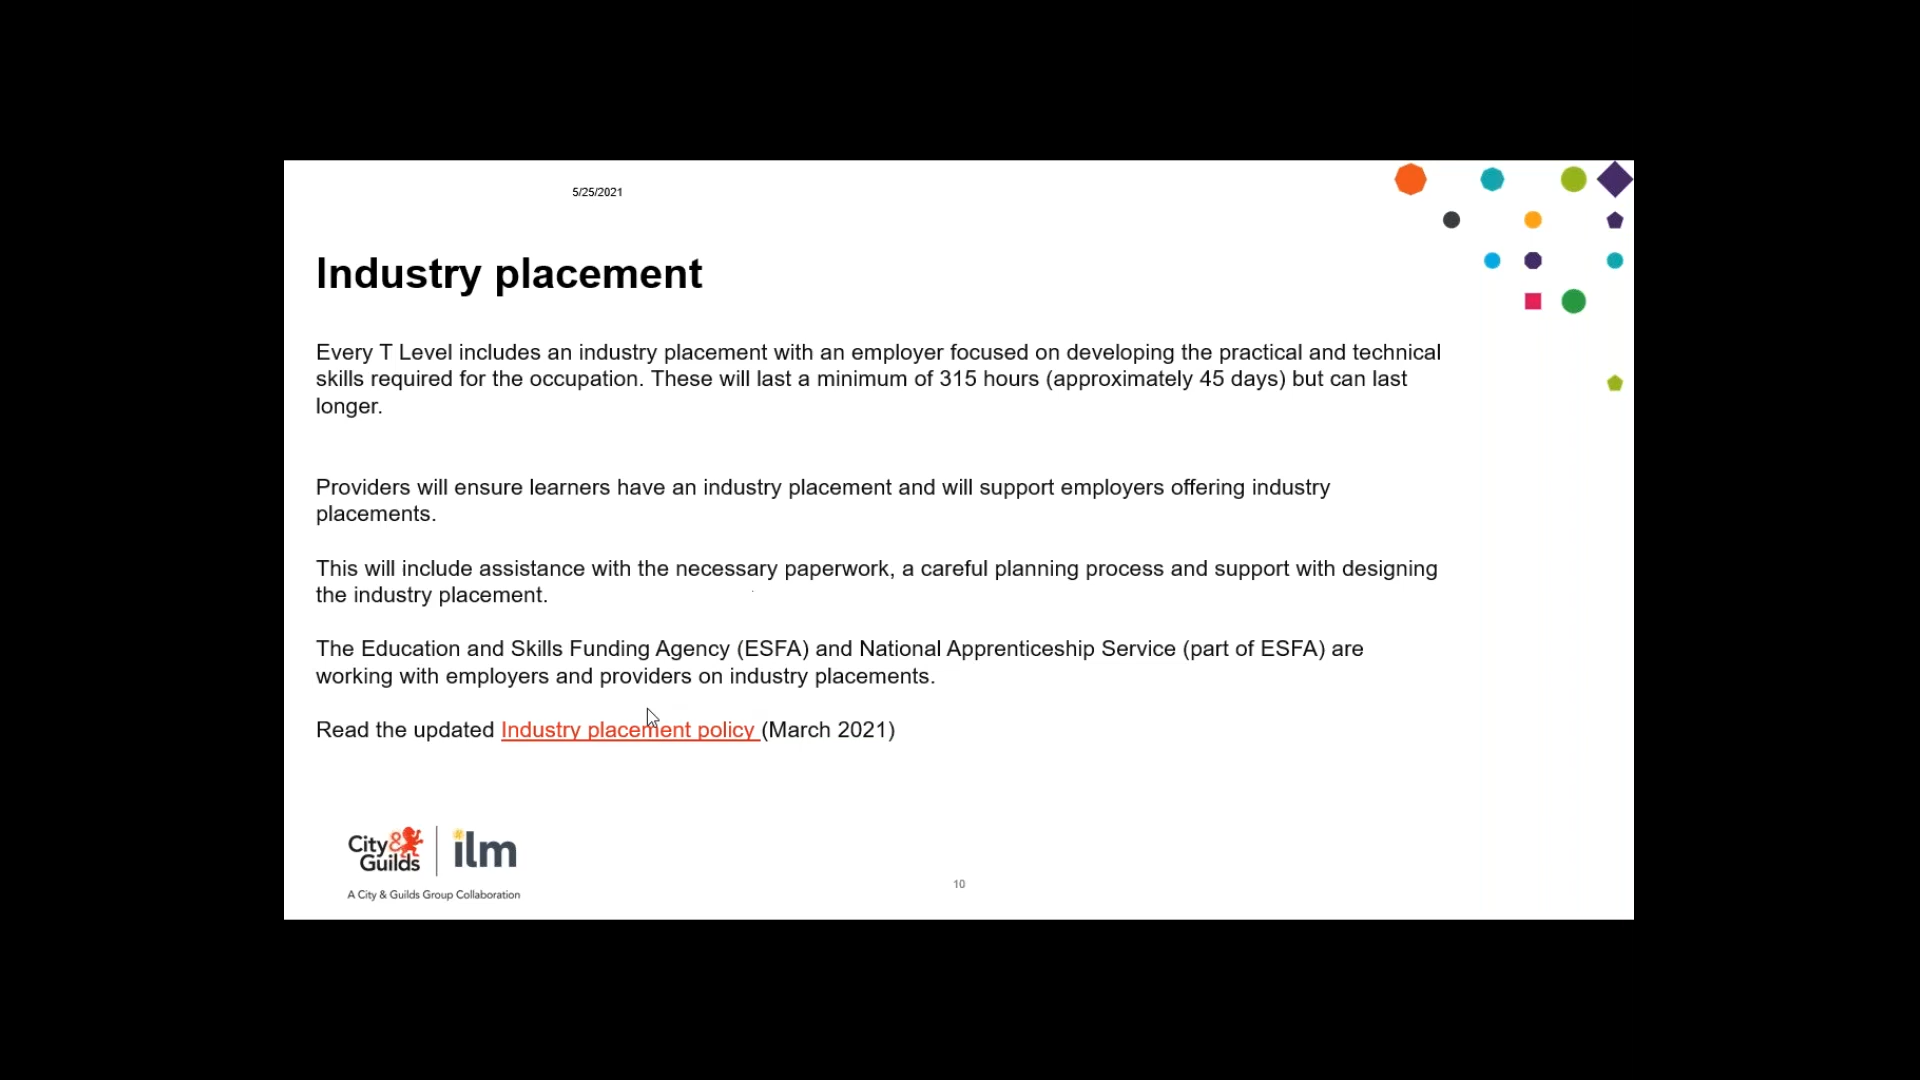 5/25/2021
Industry placement
Every T Level includes an industry placement with an employer focused on developing the practical and technical
skills required for the occupation. These will last a minimum of 315 hours (approximately 45 days) but can last
longer.
Providers will ensure learners have an industry placement and will support employers offering industry
placements.
This will include assistance with the necessary paperwork, a careful planning process and support with designing
the industry placement.
The Education and Skills Funding Agency (ESFA) and National Apprenticeship Service (part of ESFA) are
working with employers and providers on industry placements.
Read the updated Industry placement policy (March 2021)
City &
Guilds
ilm
A City & Guilds Group Collaboration
10